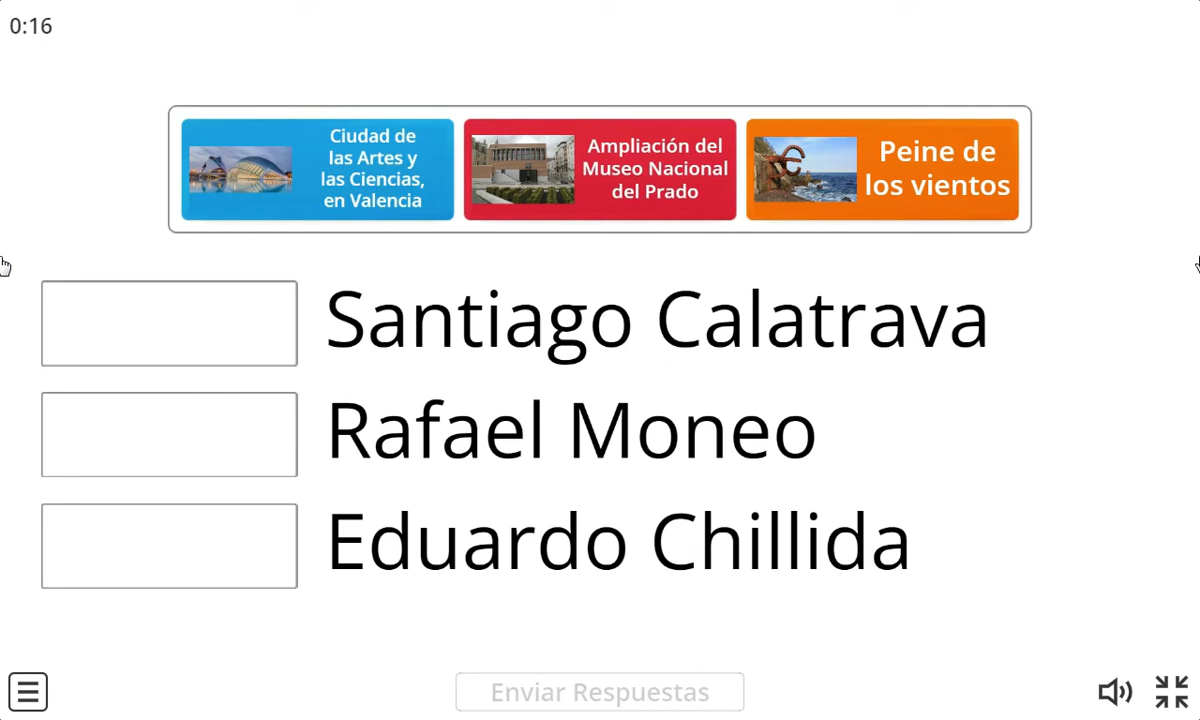 0:16
Ciudad de
las Artes y
las Ciencias,
en Valencia
Ampliación del
Museo Nacional
del Prado
Peine de
los vientos
Santiago Calatrava
Rafael Moneo
Eduardo Chillida
Enviar Respuestas